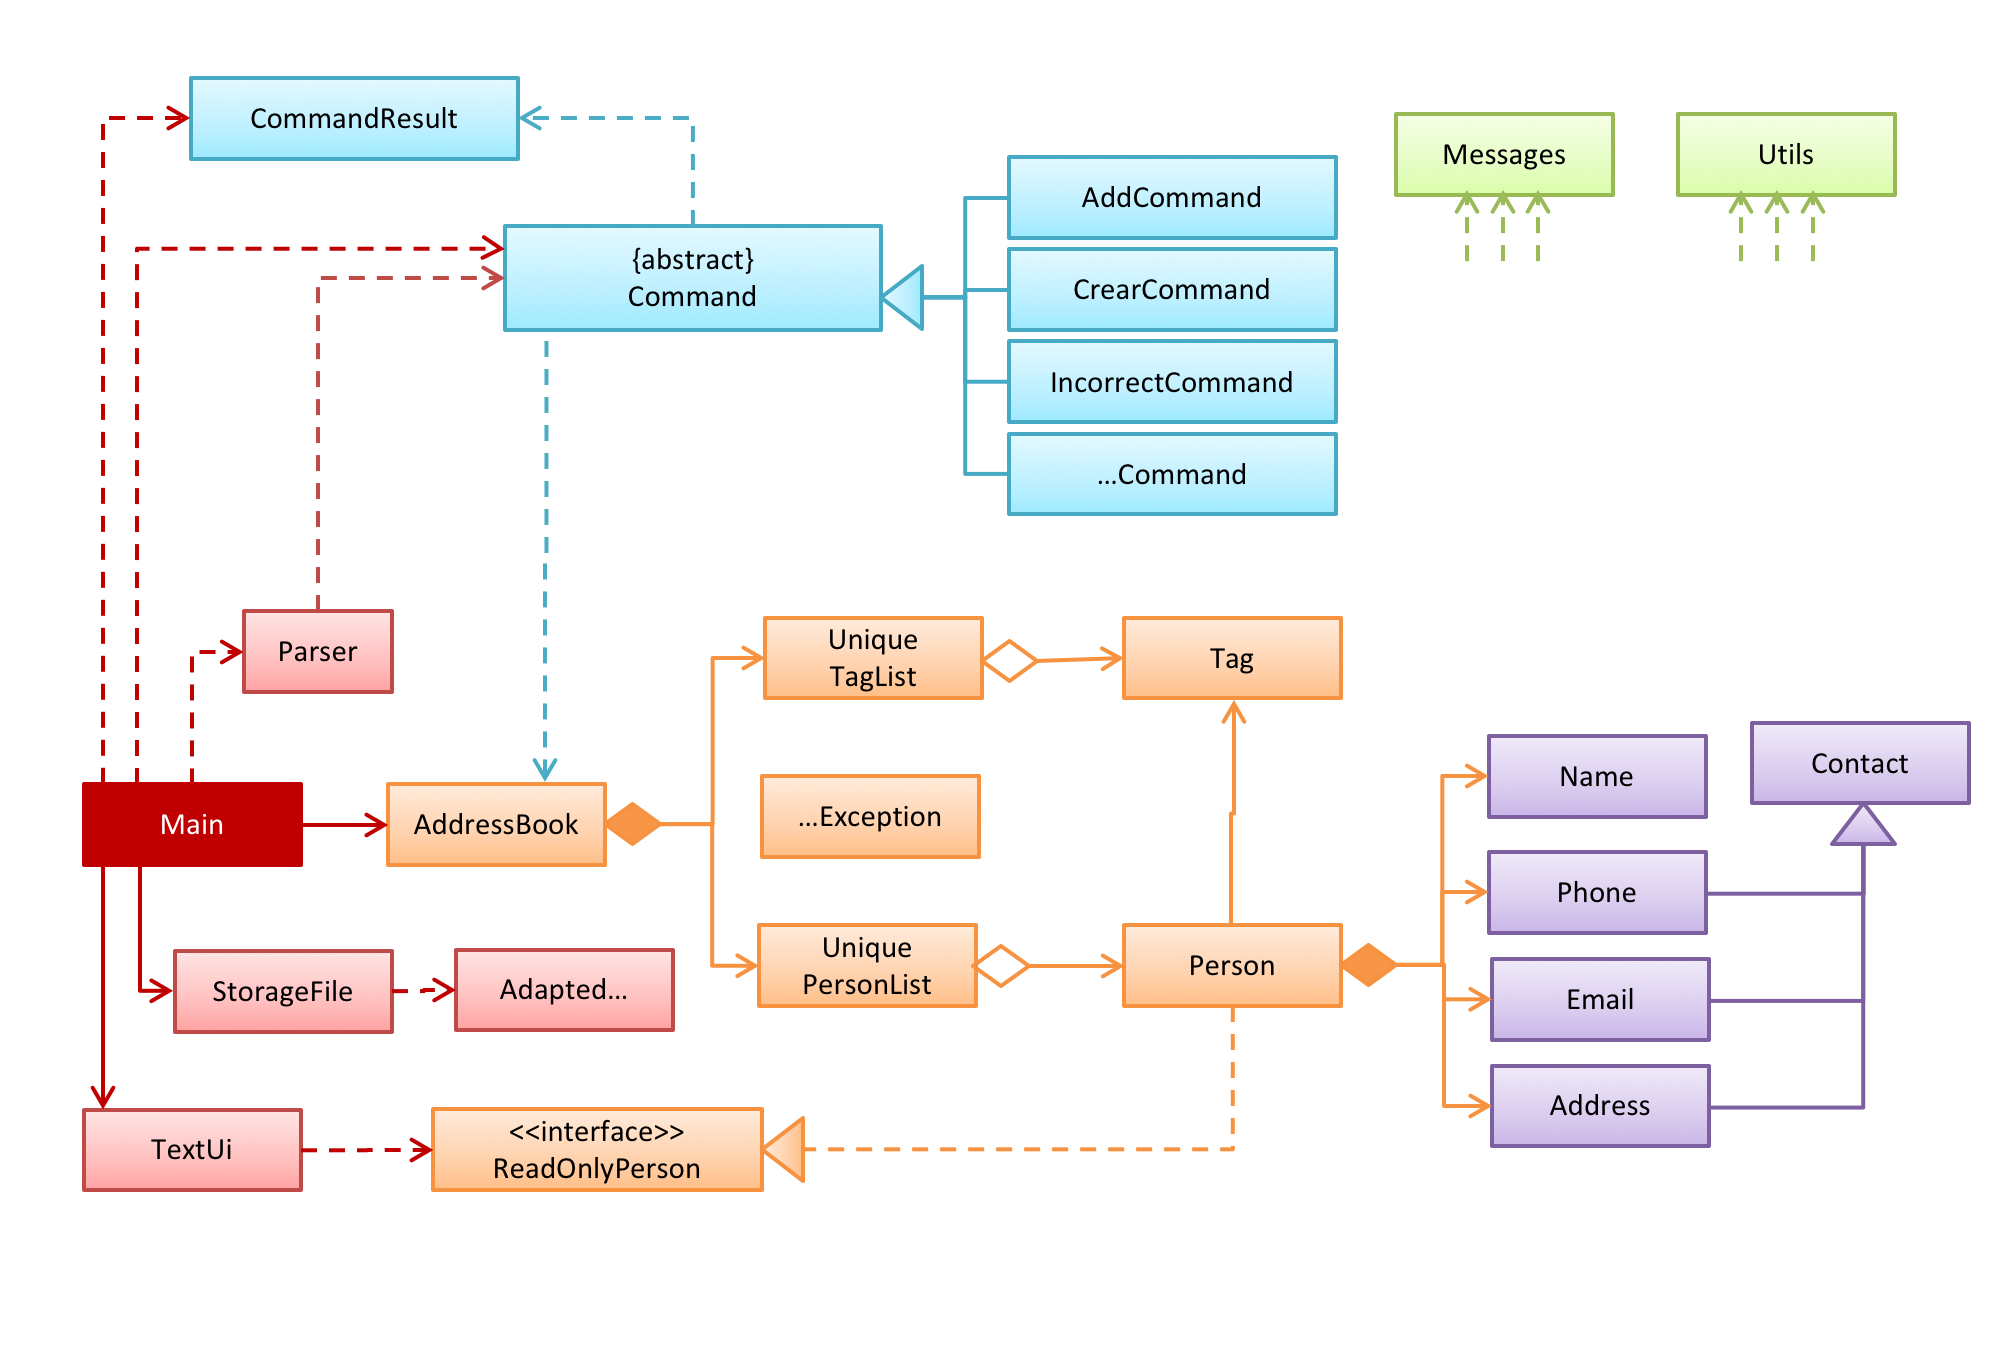 CommandResult
Messages
Utils
AddCommand
{abstract}
Command
CrearCommand
IncorrectCommand
...Command
Parser
Unique
TagList
Tag
Name
Contact
Main
AddressBook
...Exception
Phone
Unique
PersonList
Person
StorageFile
Adapted...
Email
Address
TextUi
<<interface>>
ReadOnlyPerson